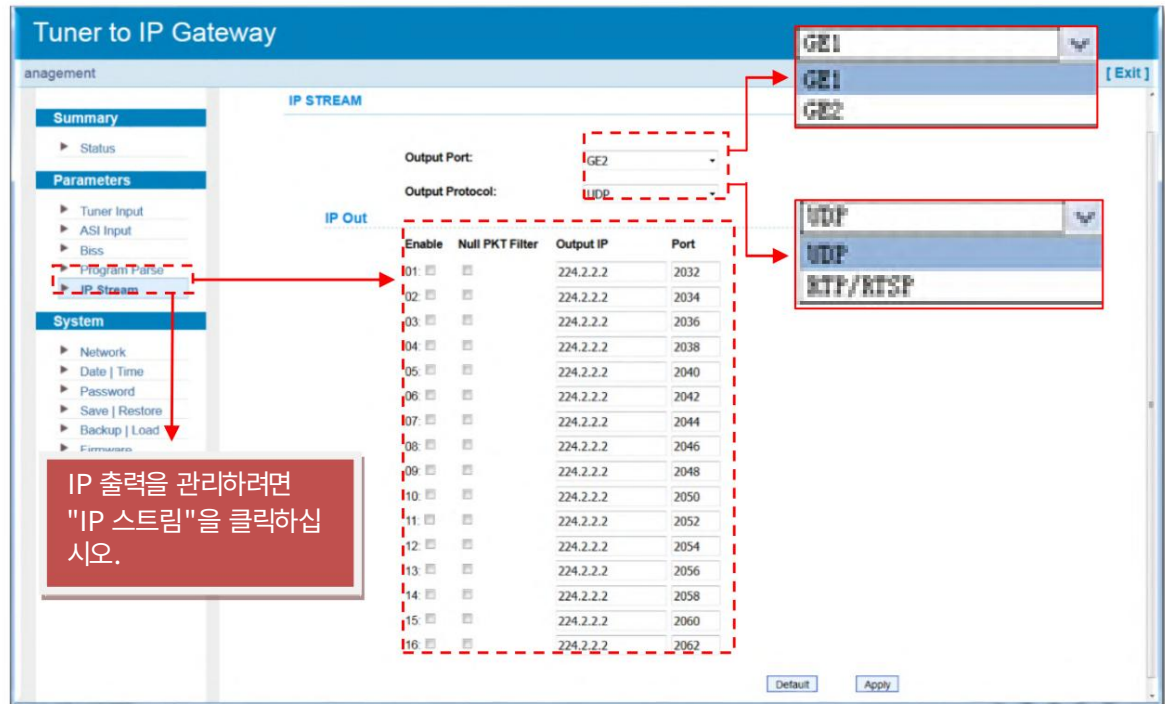 Tuner to IP Gateway
anagement
[ Exit ]
GE1
GE1
GE2
Summary
Status
Parameters
Tuner Input
ASI Input
Biss
Program Parse
IP Stream
System
Network
Date | Time
Password
Save | Restore
Backup | Load
Firmware
IP 출력을 관리하려면
"IP 스트림"을 클릭하십
시오.
IP STREAM
Output Port: GE2
Output Protocol: UDP
UDP
UDP
RTP/RTSP
IP Out
Enable Null PKT Filter Output IP Port
01: 224.2.2.2 2032
02: 224.2.2.2 2034
03: 224.2.2.2 2036
04: 224.2.2.2 2038
05: 224.2.2.2 2040
06: 224.2.2.2 2042
07: 224.2.2.2 2044
08: 224.2.2.2 2046
09: 224.2.2.2 2048
10: 224.2.2.2 2050
11: 224.2.2.2 2052
12: 224.2.2.2 2054
13: 224.2.2.2 2056
14: 224.2.2.2 2058
15: 224.2.2.2 2060
16: 224.2.2.2 2062
Default Apply